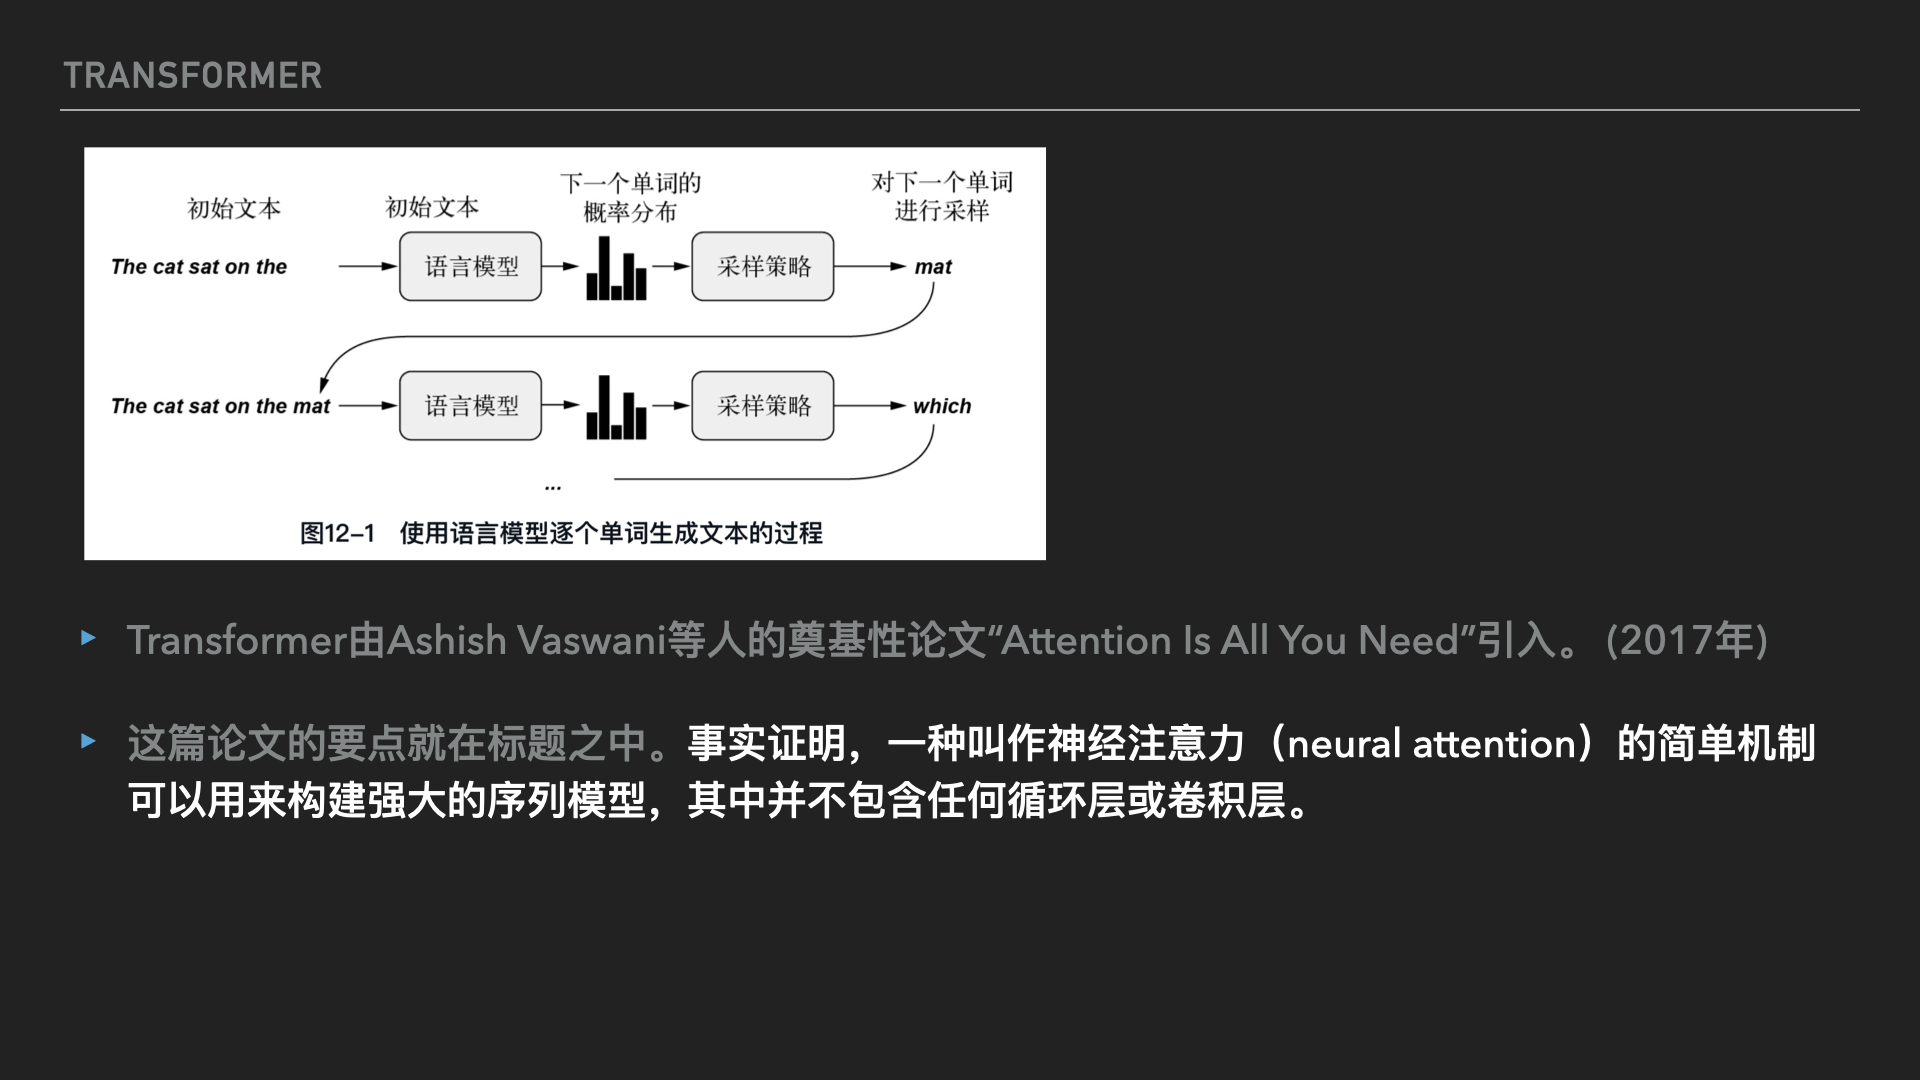 TRANSFORMER
初始文本
初始文本
下一个单词的
概率分布
对下一个单词
进行采样
The cat sat on the
语言模型
采样策略
mat
The cat sat on the mat
语言模型
采样策略
which
...
图12-1 使用语言模型逐个单词生成文本的过程
Transformer由Ashish Vaswani等人的奠基性论文“Attention Is All You Need”引入。 (2017年)
这篇论文的要点就在标题之中。事实证明，一种叫作神经注意力（neural attention）的简单机制
可以用来构建强大的序列模型，其中并不包含任何循环层或卷积层。